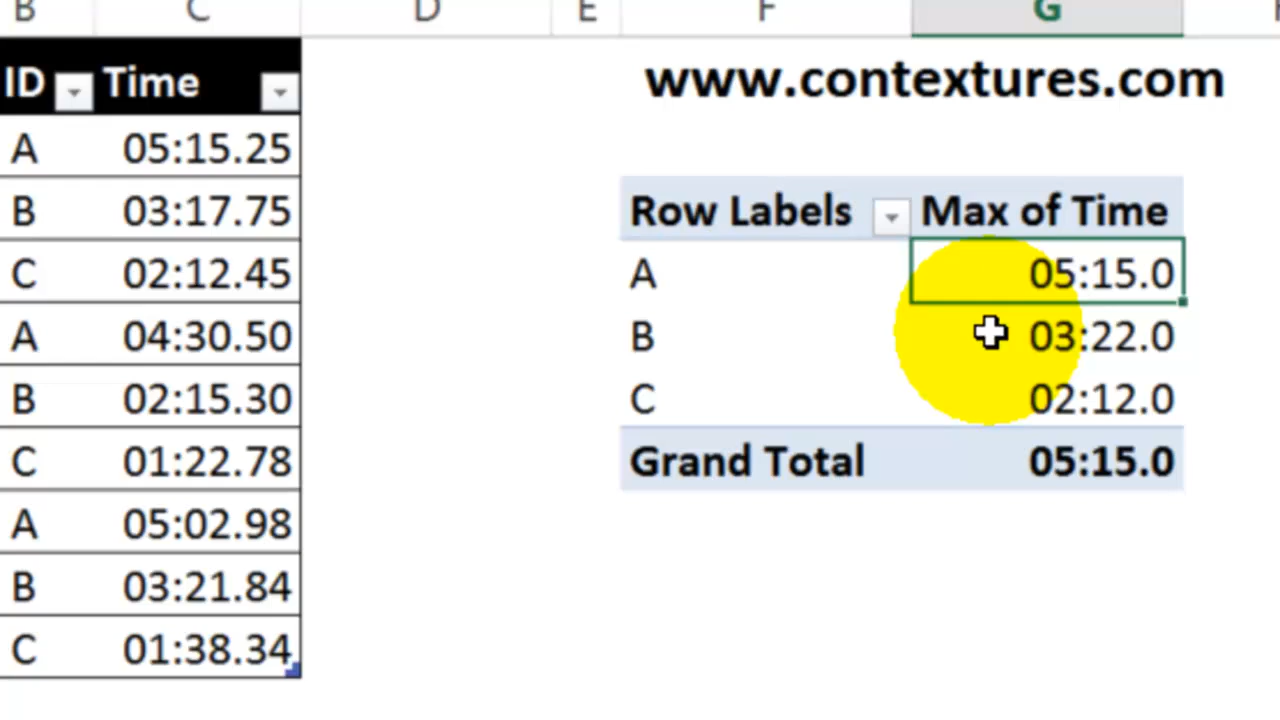 B C D E F G
ID Time
A 05:15.25
B 03:17.75
C 02:12.45
A 04:30.50
B 02:15.30
C 01:22.78
A 05:02.98
B 03:21.84
C 01:38.34
www.contextures.com
Row Labels Max of Time
A 05:15.0
B 03:22.0
C 02:12.0
Grand Total 05:15.0